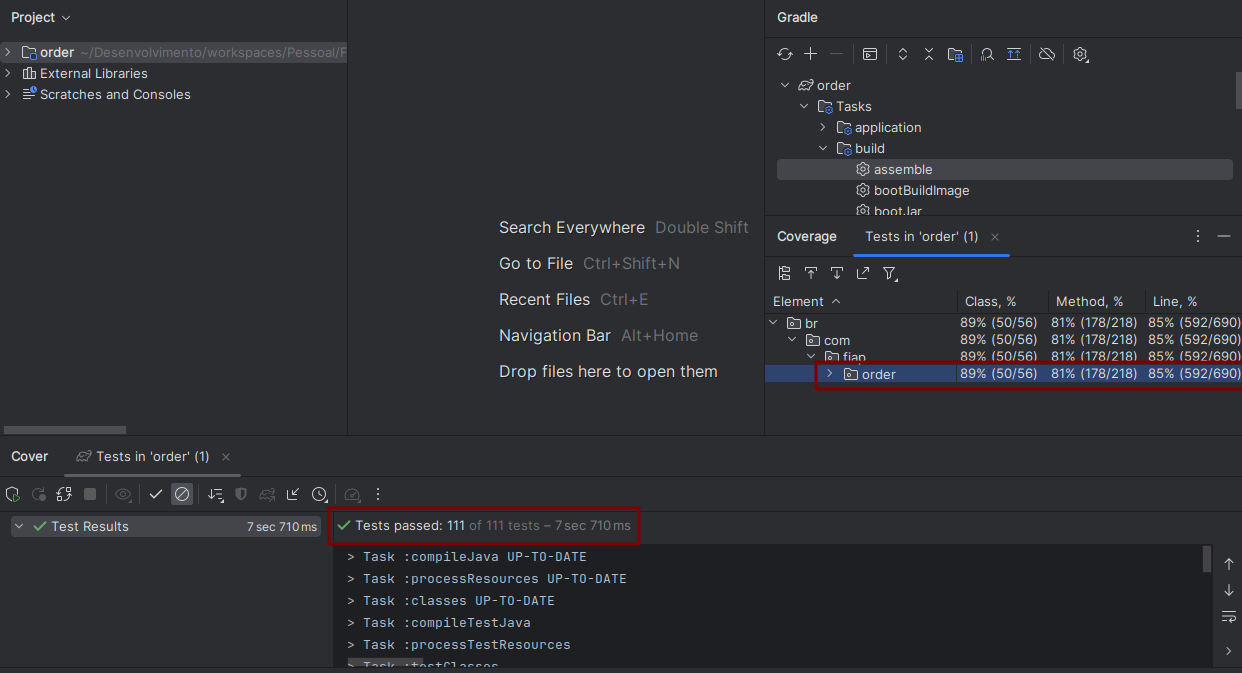 Project
order ~/Desenvolvimento/workspaces/Pessoal/F
External Libraries
Scratches and Consoles
Search Everywhere Double Shift
Go to File Ctrl+Shift+N
Recent Files Ctrl+E
Navigation Bar Alt+Home
Drop files here to open them
Gradle
order
Tasks
application
build
assemble
bootBuildImage
bootJar
Coverage Tests in 'order' (1)
Element Class, % Method, % Line, %
br 89% (50/56) 81% (178/218) 85% (592/690)
com 89% (50/56) 81% (178/218) 85% (592/690)
fiap 89% (50/56) 81% (178/218) 85% (592/690)
order 89% (50/56) 81% (178/218) 85% (592/690)
Cover Tests in 'order' (1)
Test Results 7 sec 710 ms
Tests passed: 111 of 111 tests – 7 sec 710 ms
> Task :compileJava UP-TO-DATE
> Task :processResources UP-TO-DATE
> Task :classes UP-TO-DATE
> Task :compileTestJava
> Task :processTestResources
> Task :testClasses